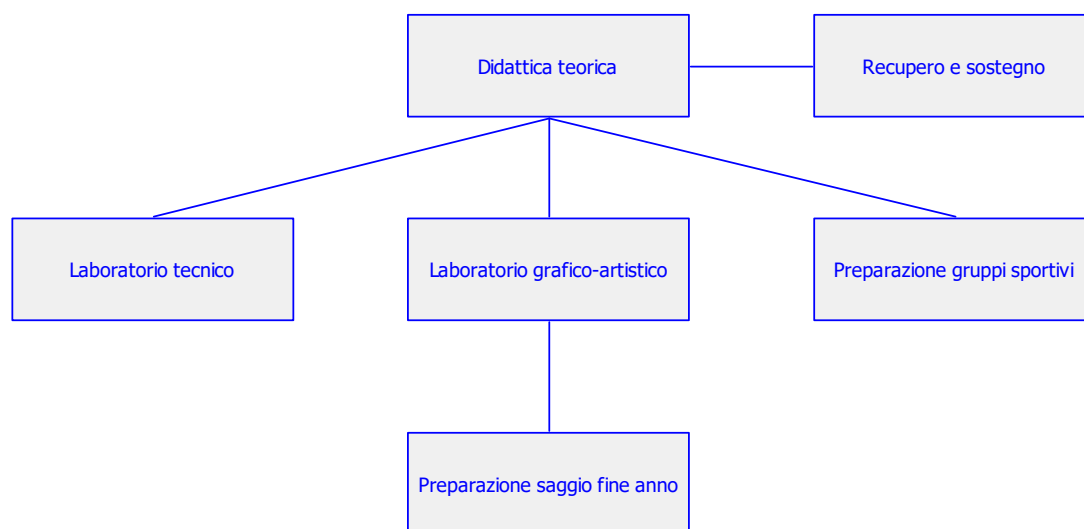 Didattica teorica
Recupero e sostegno
Laboratorio tecnico
Laboratorio grafico-artistico
Preparazione gruppi sportivi
Preparazione saggio fine anno